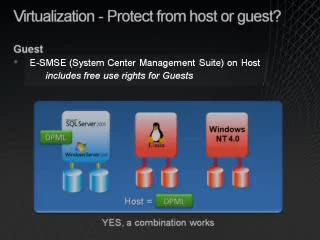 Virtualization - Protect from host or guest?
Guest
• E-SMSE (System Center Management Suite) on Host
includes free use rights for Guests
SQL Server 2005
DPML
Windows Server
Linux
Windows
NT 4.0
Host = DPML
YES, a combination works